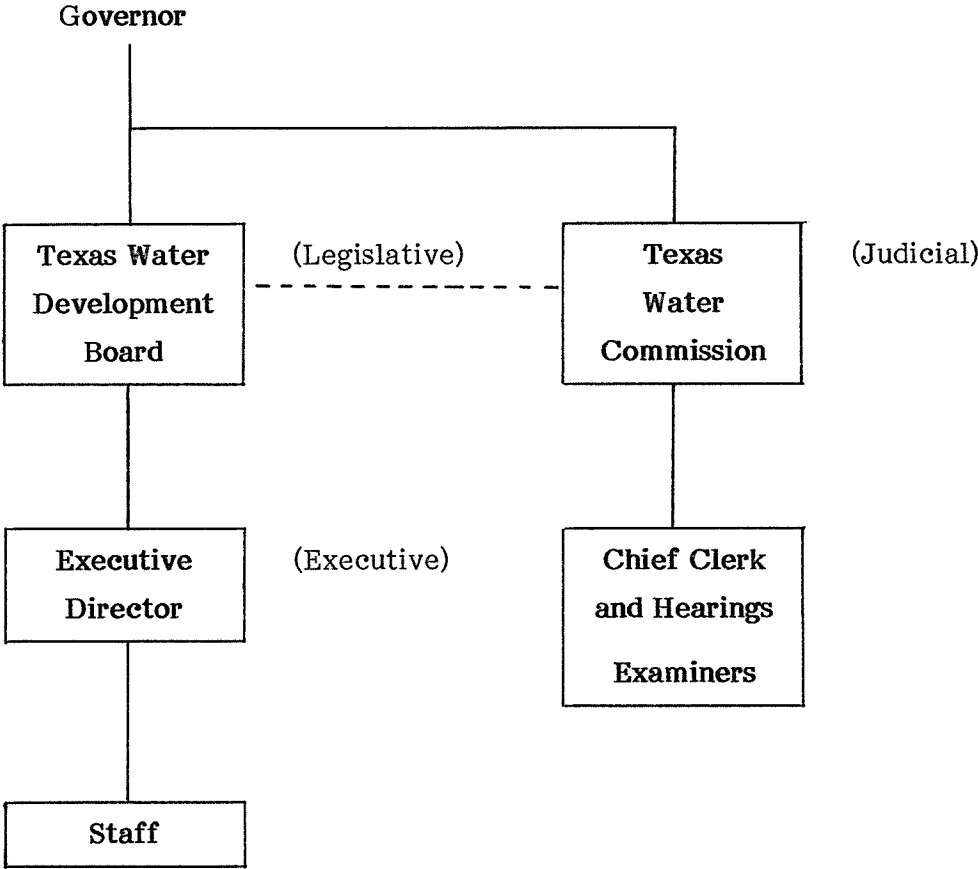 Governor
Texas Water
Development
Board
(Legislative)
Texas
Water
Commission
(Judicial)
Executive
Director
(Executive)
Chief Clerk
and Hearings
Examiners
Staff